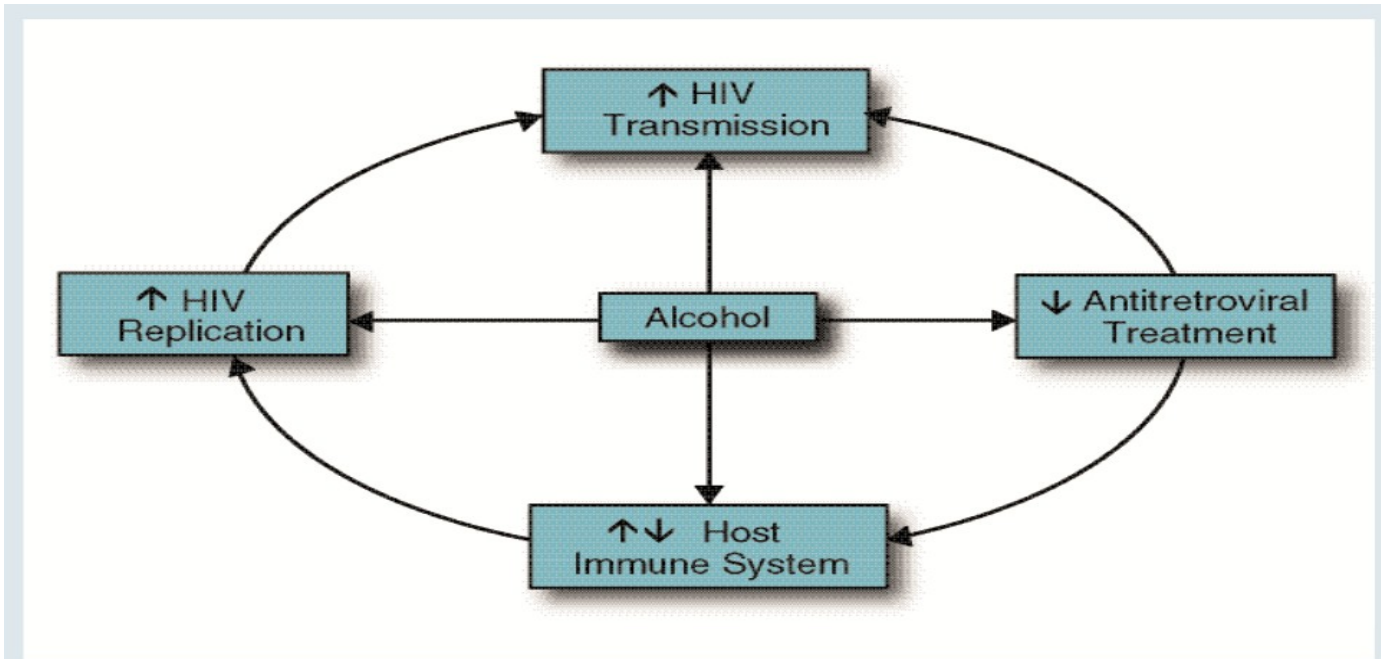 ↑ HIV
Transmission
↑ HIV
Replication
Alcohol
↓ Antitretroviral
Treatment
↑↓ Host
Immune System